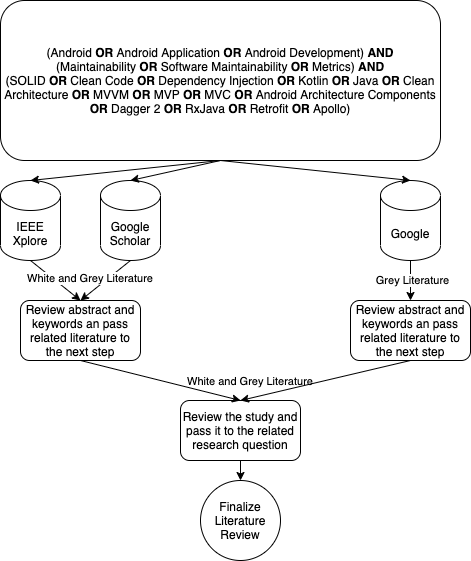 (Android OR Android Application OR Android Development) AND
(Maintainability OR Software Maintainability OR Metrics) AND
(SOLID OR Clean Code OR Dependency Injection OR Kotlin OR Java OR Clean
Architecture OR MVVM OR MVP OR MVC OR Android Architecture Components
OR Dagger 2 OR RxJava OR Retrofit OR Apollo)
IEEE
Xplore
Google
Scholar
Google
White and Grey Literature
Grey Literature
Review abstract and
keywords an pass
related literature to
the next step
Review abstract and
keywords an pass
related literature to
the next step
White and Grey Literature
Review the study and
pass it to the related
research question
Finalize
Literature
Review